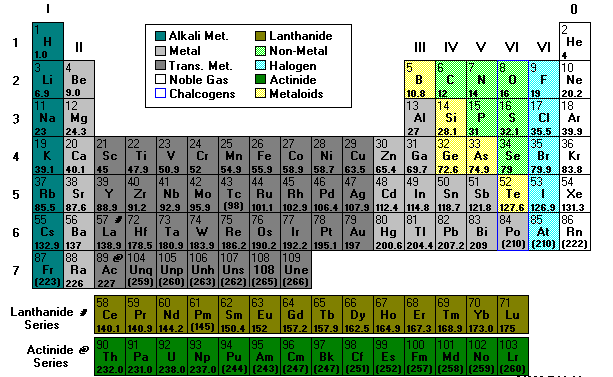 I 0
1 H 1.0
Alkali Met. Lanthanide
Metal Non-Metal
Trans. Met. Halogen
Noble Gas Actinide
Chalcogens Metaloids
1 2 He 4
II III IV V VI VI
2 3 4 5 6 7 8 9 10
Li Be B C N O F Ne
6.9 9.0 10.8 12 14 16 19 20.2
3 11 12 13 14 15 16 17 18
Na Mg Al Si P S Cl Ar
23 24.3 27 28.1 31 32.1 35.5 39.9
4 19 20 21 22 23 24 25 26 27 28 29 30 31 32 33 34 35 36
K Ca Sc Ti V Cr Mn Fe Co Ni Cu Zn Ga Ge As Se Br Kr
39.1 40.1 45 47.9 50.9 52 54.9 55.9 58.9 58.7 63.5 65.4 69.7 72.6 74.9 79 79.9 83.8
5 37 38 39 40 41 42 43 44 45 46 47 48 49 50 51 52 53 54
Rb Sr Y Zr Nb Mo Tc Ru Rh Pd Ag Cd In Sn Sb Te I Xe
85.5 87.6 88.9 91.2 92.9 95.9 (98) 101.1 102.9 106.4 107.9 112.4 114.8 118.7 121.8 127.6 126.9 131.3
6 55 56 57 # 72 73 74 75 76 77 78 79 80 81 82 83 84 85 86
Cs Ba La Hf Ta W Re Os Ir Pt Au Hg Tl Pb Bi Po At Rn
132.9 137 138.9 178.5 180.9 183.9 186.2 190.2 192.2 195.1 197 200.6 204.4 207.2 209 (210) (210) (222)
7 87 88 89 @ 104 105 106 107 108 109
Fr Ra Ac Unq Unp Unh Uns 108 Une
(223) 226 227 (259) (260) (263) (262) (265) (266)
Lanthanide # Series
58 59 60 61 62 63 64 65 66 67 68 69 70 71
Ce Pr Nd Pm Sm Eu Gd Tb Dy Ho Er Tm Yb Lu
140.1 140.9 144.2 (145) 150.4 152 157.2 157.9 162.5 164.9 167.3 168.9 173.0 175
Actinide @ Series
90 91 92 93 94 95 96 97 98 99 100 101 102 103
Th Pa U Np Pu Am Cm Bk Cf Es Fm Md No Lr
232.0 231.0 238.0 237.0 (244) (243) (247) (247) (251) (252) (257) (258) (259) (260)